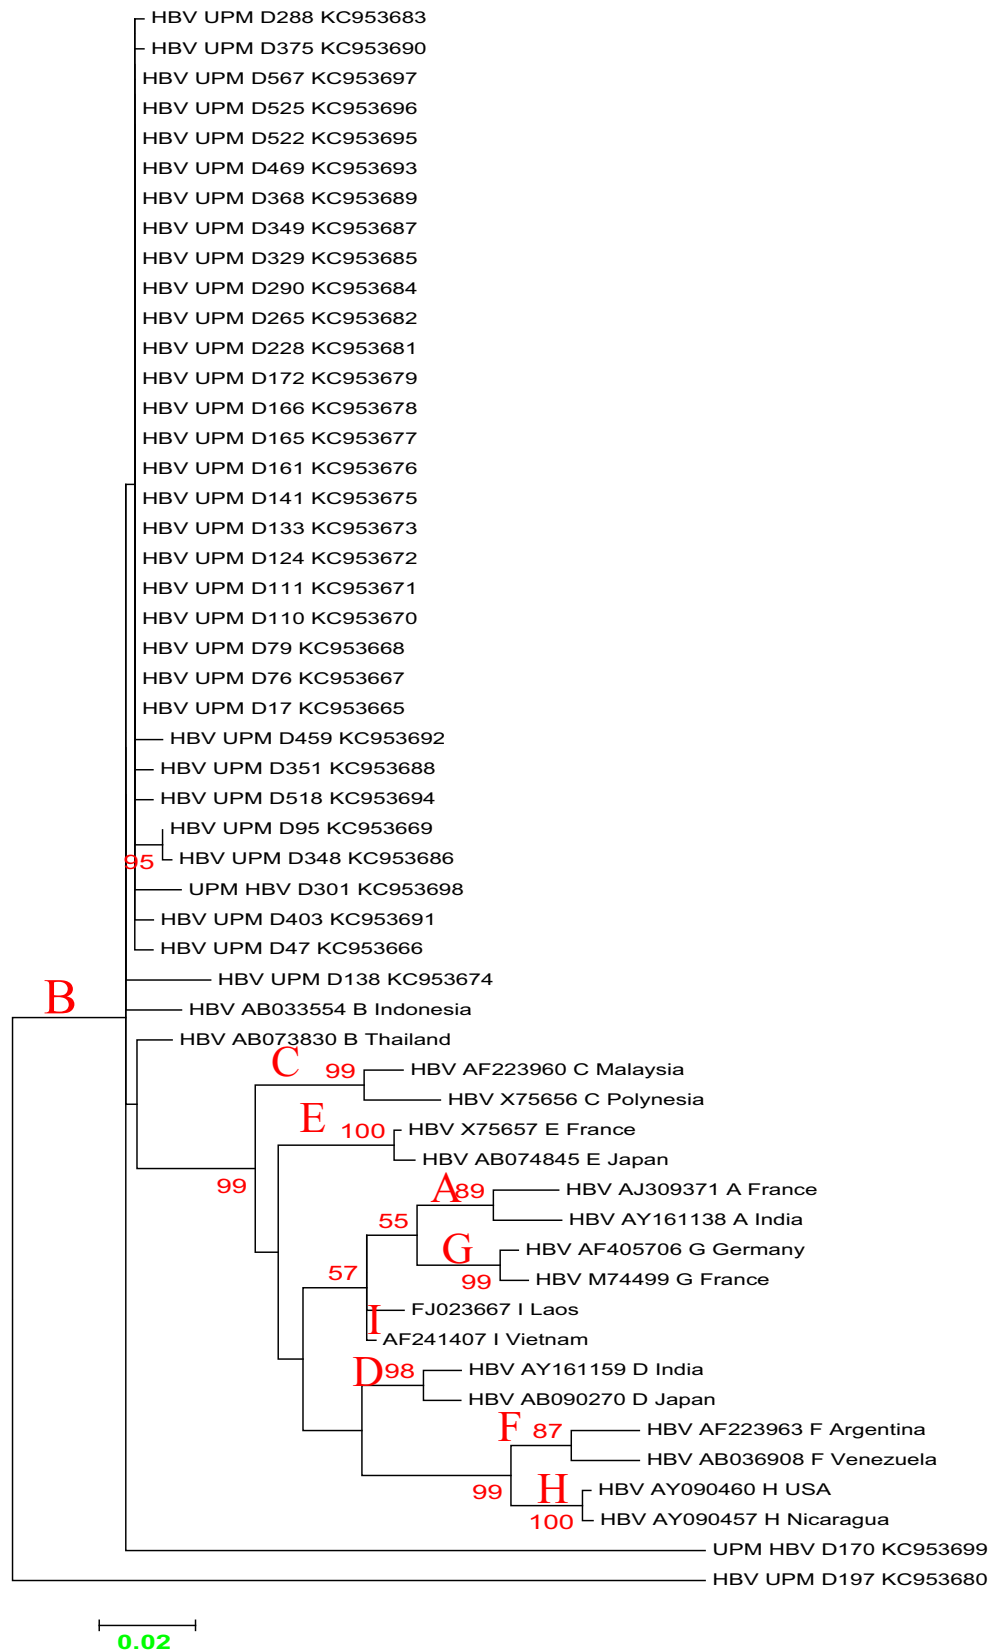 HBV UPM D288 KC953683
HBV UPM D375 KC953690
HBV UPM D567 KC953697
HBV UPM D525 KC953696
HBV UPM D522 KC953695
HBV UPM D469 KC953693
HBV UPM D368 KC953689
HBV UPM D349 KC953687
HBV UPM D329 KC953685
HBV UPM D290 KC953684
HBV UPM D265 KC953682
HBV UPM D228 KC953681
HBV UPM D172 KC953679
HBV UPM D166 KC953678
HBV UPM D165 KC953677
HBV UPM D161 KC953676
HBV UPM D141 KC953675
HBV UPM D133 KC953673
HBV UPM D124 KC953672
HBV UPM D111 KC953671
HBV UPM D110 KC953670
HBV UPM D79 KC953668
HBV UPM D76 KC953667
HBV UPM D17 KC953665
HBV UPM D459 KC953692
HBV UPM D351 KC953688
HBV UPM D518 KC953694
HBV UPM D95 KC953669
95 HBV UPM D348 KC953686
UPM HBV D301 KC953698
HBV UPM D403 KC953691
HBV UPM D47 KC953666
HBV UPM D138 KC953674
B
HBV AB033554 B Indonesia
HBV AB073830 B Thailand
C 99 HBV AF223960 C Malaysia
HBV X75656 C Polynesia
E 100 HBV X75657 E France
HBV AB074845 E Japan
99
A 89 HBV AJ309371 A France
55 HBV AY161138 A India
G HBV AF405706 G Germany
57 99 HBV M74499 G France
FJ023667 I Laos
I
AF241407 I Vietnam
D 98 HBV AY161159 D India
HBV AB090270 D Japan
F 87 HBV AF223963 F Argentina
HBV AB036908 F Venezuela
99 H HBV AY090460 H USA
100 HBV AY090457 H Nicaragua
UPM HBV D170 KC953699
HBV UPM D197 KC953680
0.02